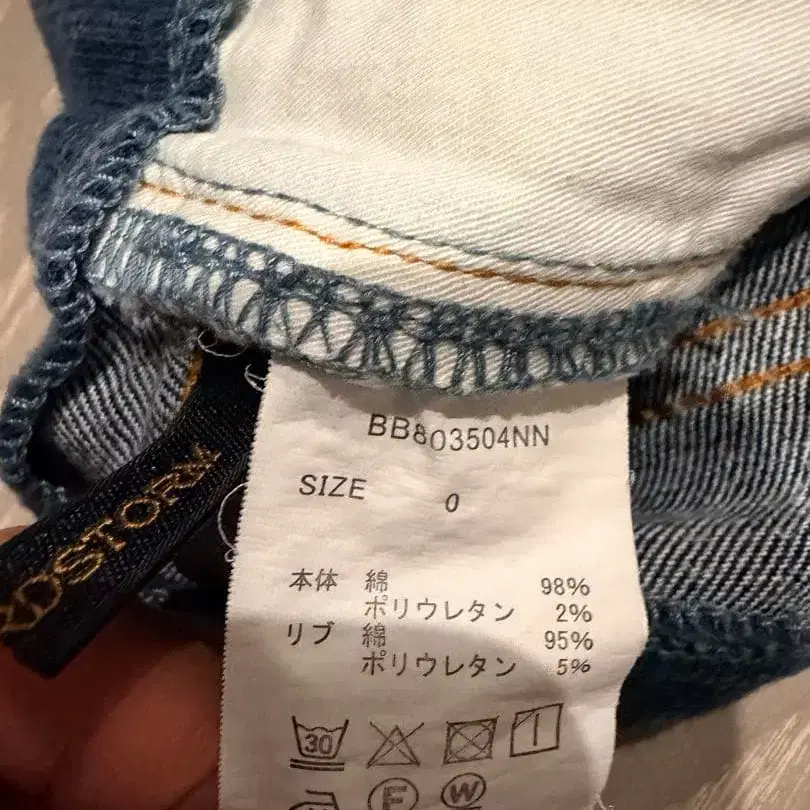 BB803504NN
SIZE 0
本体 綿 98%
ポリウレタン 2%
リブ 綿 95%
ポリウレタン 5%
30
F W